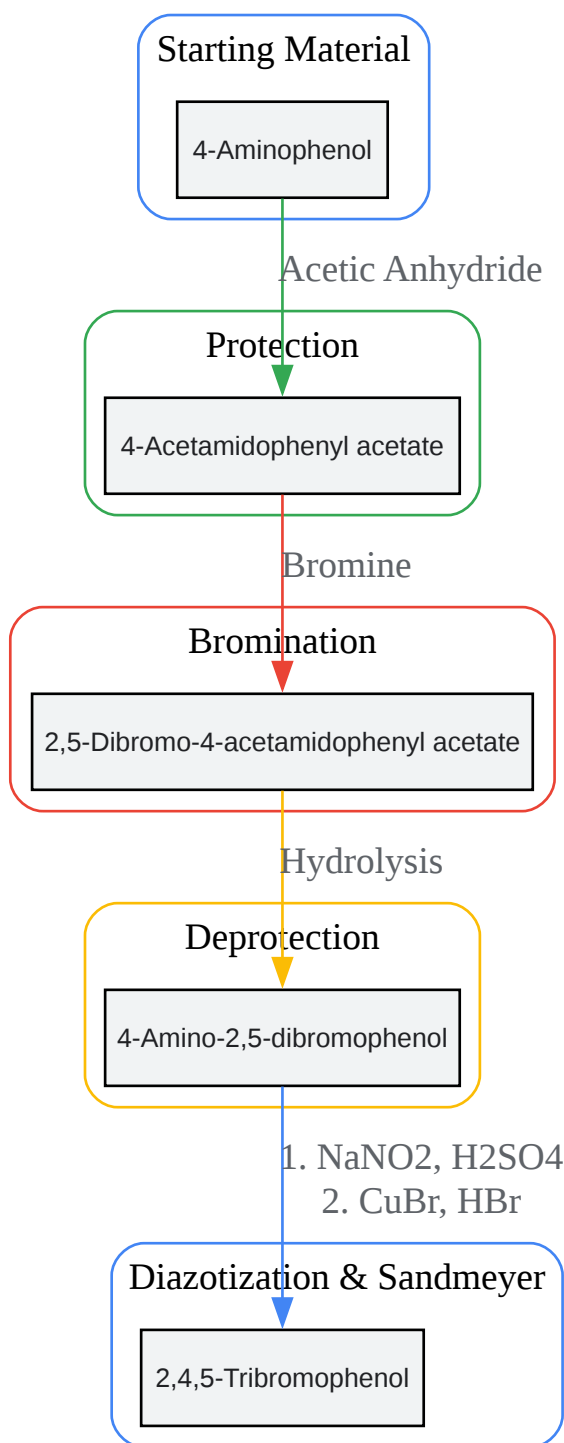 Starting Material
4-Aminophenol
Acetic Anhydride
Protection
4-Acetamidophenyl acetate
Bromine
Bromination
2,5-Dibromo-4-acetamidophenyl acetate
Hydrolysis
Deprotection
4-Amino-2,5-dibromophenol
1. NaNO2, H2SO4
2. CuBr, HBr
Diazotization & Sandmeyer
2,4,5-Tribromophenol